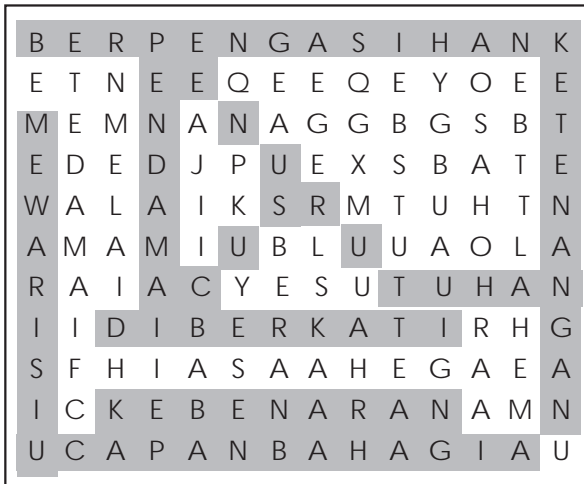 B E R P E N G A S I H A N K
E T N E E Q E E Q E Y O E E
M E M N A N A G G B G S B T
E D E D J P U E X S B A T E
W A L A I K S R M T U H T N
A M A M I U B L U U A O L A
R A I A C Y E S U T U H A N
I I D I B E R K A T I R H G
S F H I A S A A H E G A E A
I C K E B E N A R A N A M N
U C A P A N B A H A G I A U